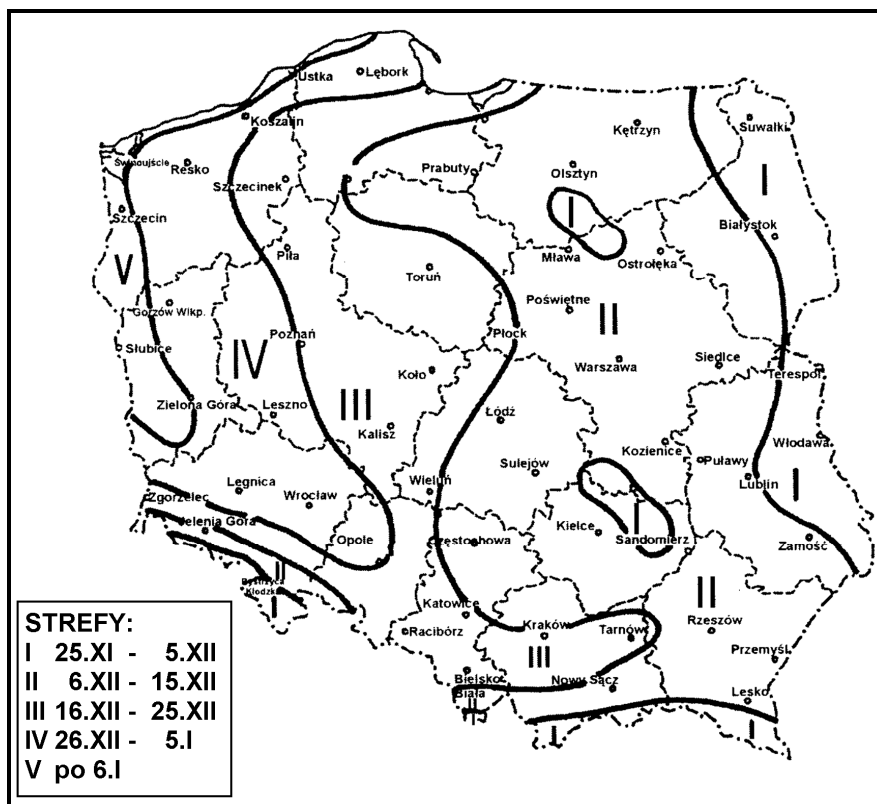 Ustka
Lębork
Koszalin
Kętrzyn
Suwałki
Świnoujście
Resko
Szczecinek
Prabuty
Olsztyn
I
I
Szczecin
Białystok
Piła
Mława
Ostrołęka
V
Toruń
Gorzów Wlkp.
Poświętne
II
Poznań
Płock
Słubice
IV
Warszawa
Siedlce
Koło
Terespol
Zielona Góra
Leszno
III
Łódź
Kalisz
Włodawa
Kozienice
Puławy
Sulejów
Legnica
Wieluń
Lublin
I
Zgorzelec
Wrocław
I
Jelenia Góra
Kielce
Opole
Częstochowa
Sandomierz
Zamość
II
Bystrzyca
Kłodzka
I
II
Katowice
Racibórz
Kraków
Tarnów
Rzeszów
III
Przemyśl
Bielsko
Biała
Nowy Sącz
Lesko
II
I
I
STREFY:
I 25.XI - 5.XII
II 6.XII - 15.XII
III 16.XII - 25.XII
IV 26.XII - 5.I
V po 6.I